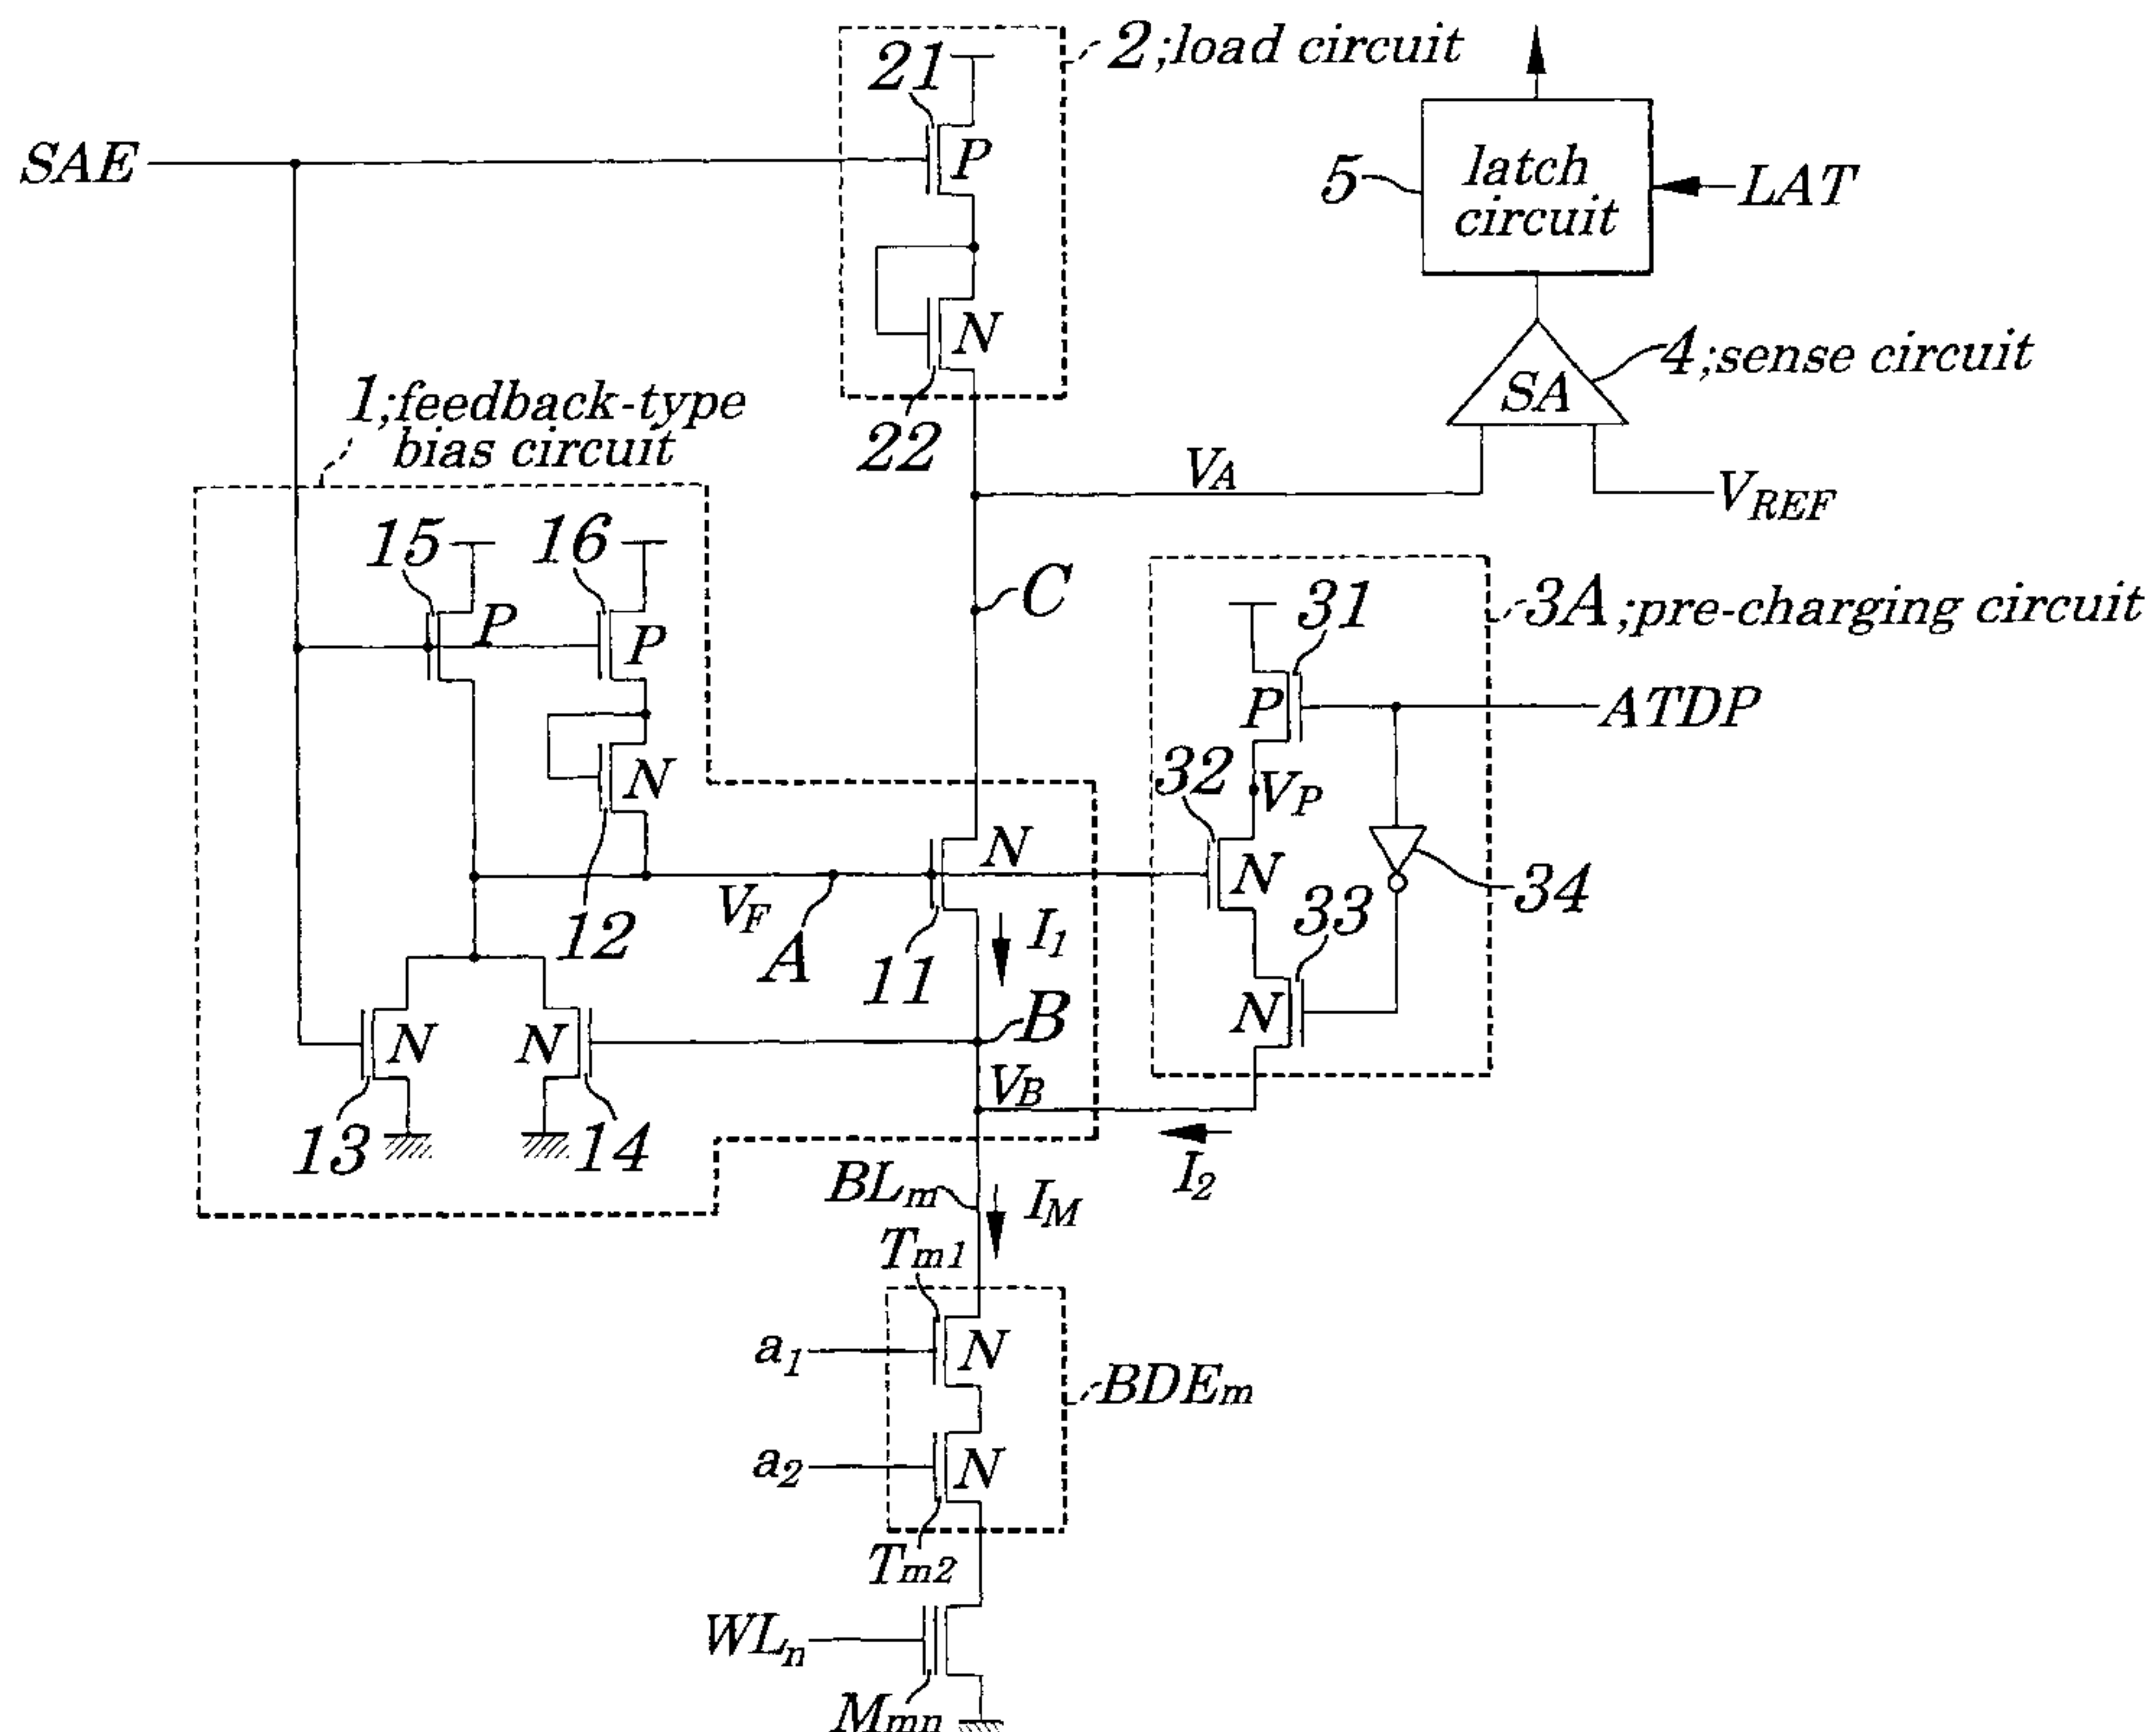 2;load circuit
21
P
SAE
5
latch
circuit
LAT
N
22
4;sense circuit
SA
VA
VREF
1;feedback-type
bias circuit
15
16
P
P
C
31
3A;pre-charging circuit
P
ATDP
32
VP
N
N
12
VF
A
11
I1
N
33
34
N
N
N
B
VB
13
14
I2
BLm
IM
Tm1
a1
N
BDEm
a2
N
Tm2
WLn
Mmn